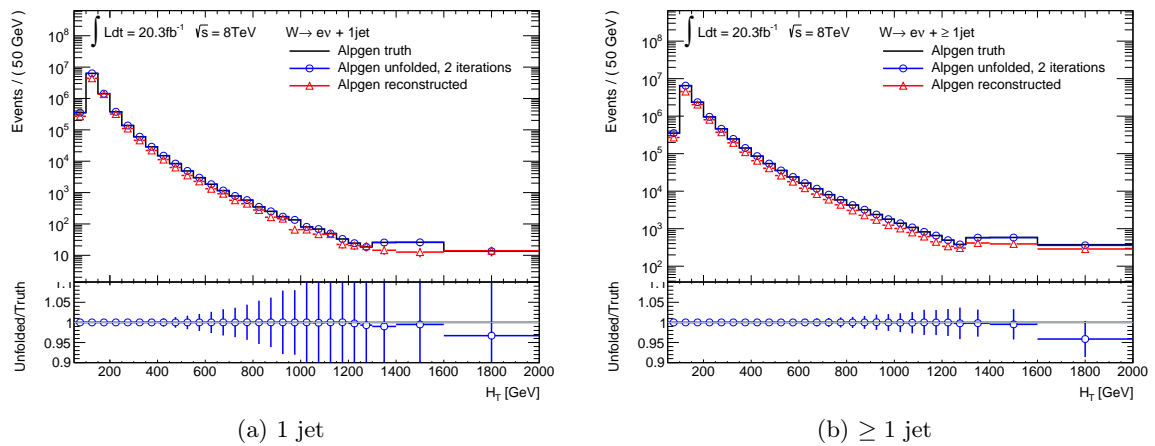 ∫ Ldt = 20.3fb⁻¹ √s = 8TeV W→ eν + 1jet
Alpgen truth
Alpgen unfolded, 2 iterations
Alpgen reconstructed
Events / ( 50 GeV )
10⁸
10⁷
10⁶
10⁵
10⁴
10³
10²
10
Unfolded/Truth
1.1
1.05
1
0.95
0.9
200 400 600 800 1000 1200 1400 1600 1800 2000
H_T [GeV]
(a) 1 jet
∫ Ldt = 20.3fb⁻¹ √s = 8TeV W→ eν + ≥ 1jet
Alpgen truth
Alpgen unfolded, 2 iterations
Alpgen reconstructed
Events / ( 50 GeV )
10⁸
10⁷
10⁶
10⁵
10⁴
10³
10²
Unfolded/Truth
1.1
1.05
1
0.95
0.9
200 400 600 800 1000 1200 1400 1600 1800 2000
H_T [GeV]
(b) ≥ 1 jet